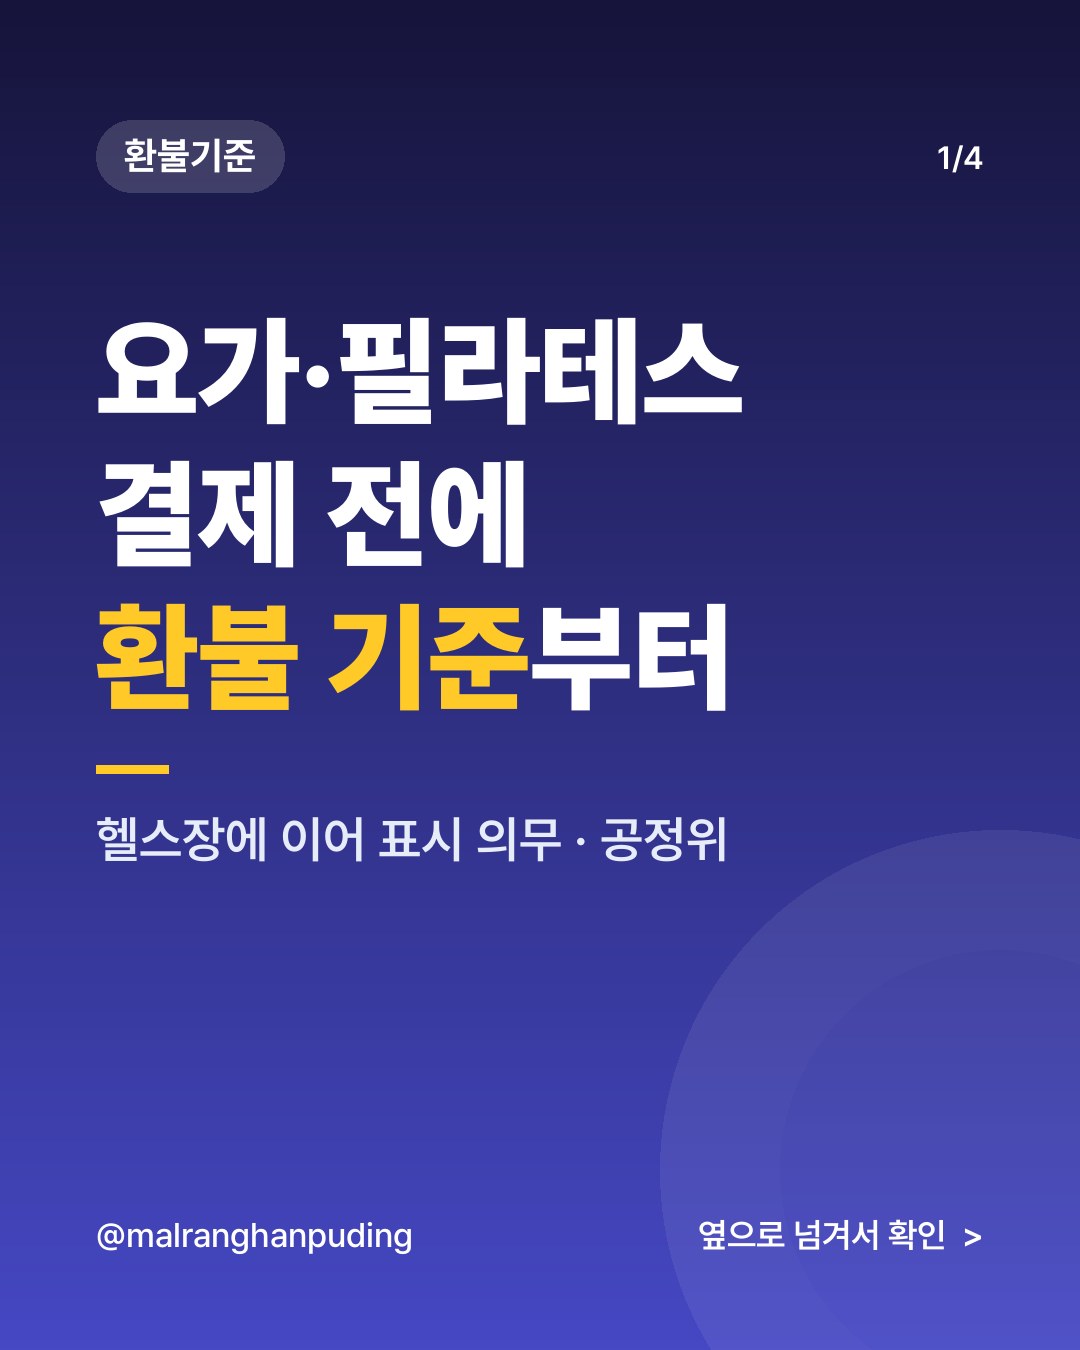 환불기준
1/4
요가·필라테스
결제 전에
환불 기준부터
헬스장에 이어 표시 의무 · 공정위
@malranghanpuding
옆으로 넘겨서 확인 >